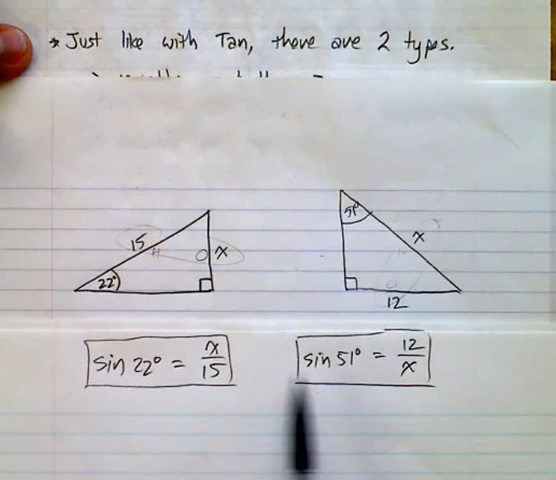 * Just like with Tan, there are 2 types.
15
x
22°
51°
x
12
sin 22° = x/15
sin 51° = 12/x